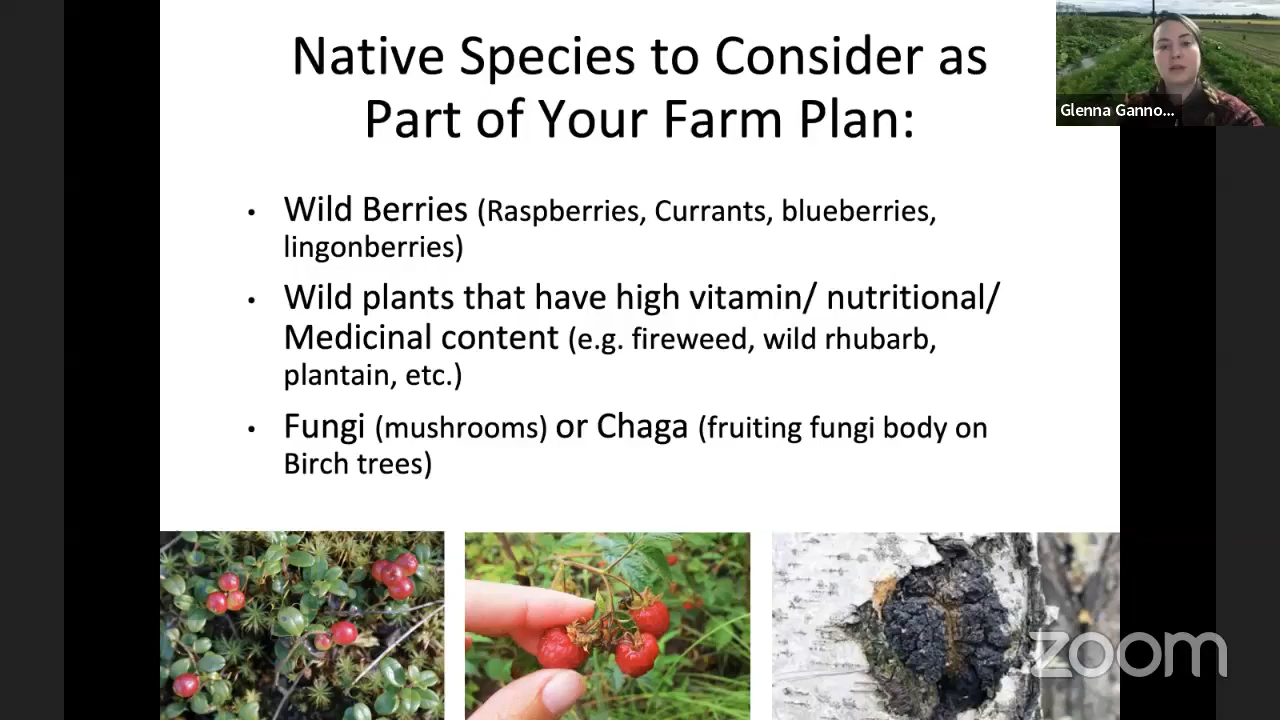 Native Species to Consider as
Part of Your Farm Plan:
Glenna Ganno...
• Wild Berries (Raspberries, Currants, blueberries,
lingonberries)
• Wild plants that have high vitamin/ nutritional/
Medicinal content (e.g. fireweed, wild rhubarb,
plantain, etc.)
• Fungi (mushrooms) or Chaga (fruiting fungi body on
Birch trees)
zoom